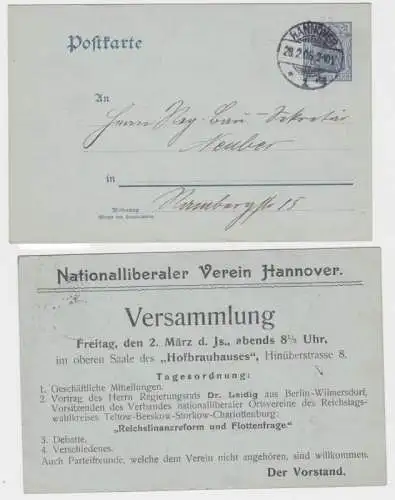 Postkarte
HANNOVER
28.2.06
An
Herrn Reg. Bau-Sekretär
Neuber
in
Wohnung
Nationalliberaler Verein Hannover.
Versammlung
Freitag, den 2. März d. Js., abends 8½ Uhr,
im oberen Saale des „Hofbrauhauses", Hinüberstrasse 8.
Tagesordnung:
1. Geschäftliche Mitteilungen.
2. Vortrag des Herrn Regierungsrats Dr. Leidig aus Berlin-Wilmersdorf,
Vorsitzenden des Verbandes nationalliberaler Ortsvereine des Reichstags-
wahlkreises Teltow-Beeskow-Storkow-Charlottenburg:
„Reichsfinanzreform und Flottenfrage"
3. Debatte.
4. Verschiedenes.
Auch Parteifreunde, welche dem Verein nicht angehören, sind willkommen.
Der Vorstand.